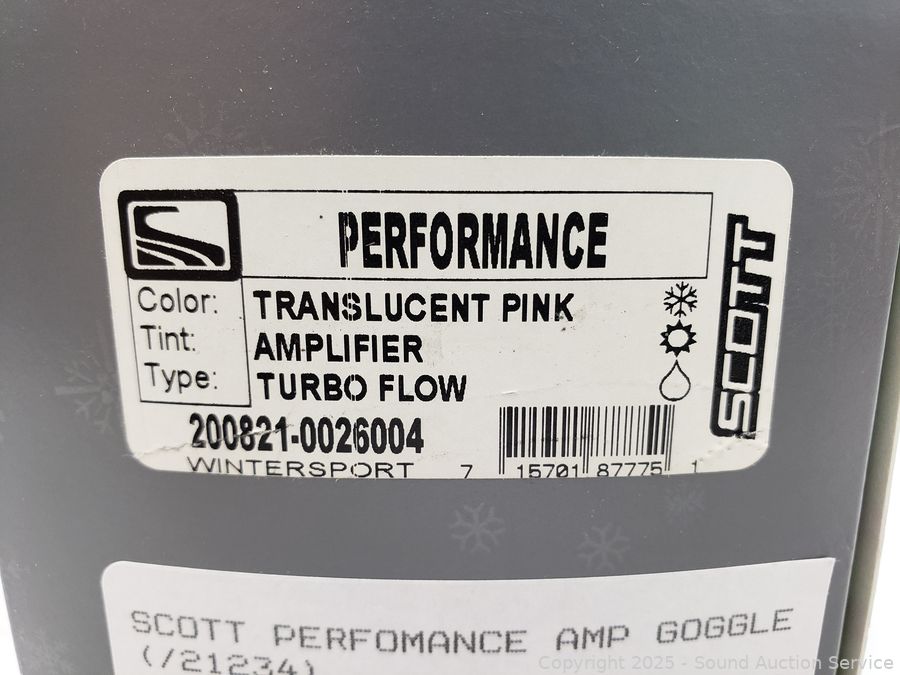 PERFORMANCE
SCOTT
Color: TRANSLUCENT PINK
Tint: AMPLIFIER
Type: TURBO FLOW
200821-0026004
WINTERSPORT
7 15701 87775 1
SCOTT PERFOMANCE AMP GOGGLE
(/21234)
Copyright 2025 - Sound Auction Service